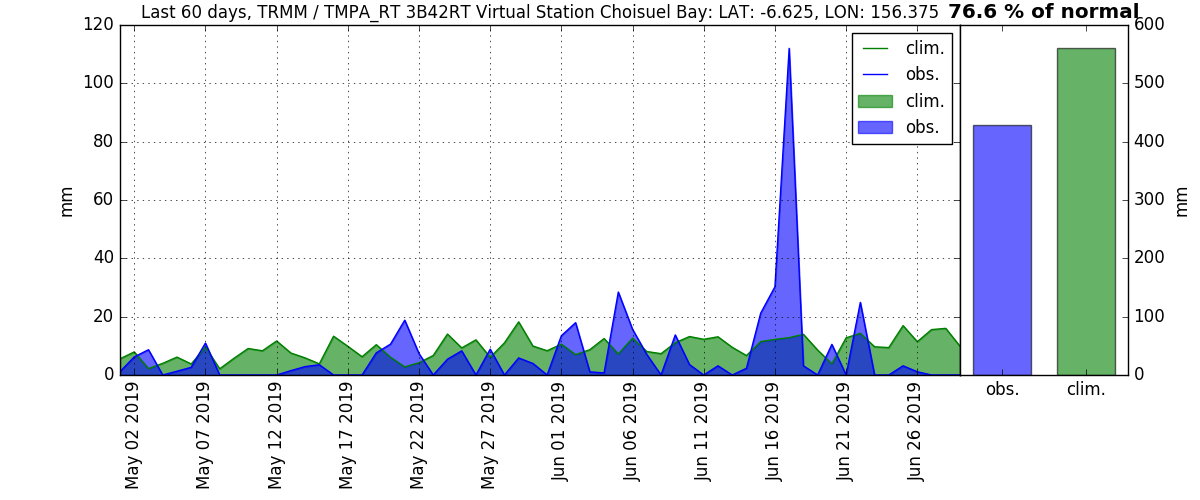 Last 60 days, TRMM / TMPA_RT 3B42RT Virtual Station Choisuel Bay: LAT: -6.625, LON: 156.375
76.6 % of normal
120
100
80
60
40
20
0
mm
clim.
obs.
clim.
obs.
May 02 2019
May 07 2019
May 12 2019
May 17 2019
May 22 2019
May 27 2019
Jun 01 2019
Jun 06 2019
Jun 11 2019
Jun 16 2019
Jun 21 2019
Jun 26 2019
600
500
400
300
200
100
0
mm
obs.
clim.